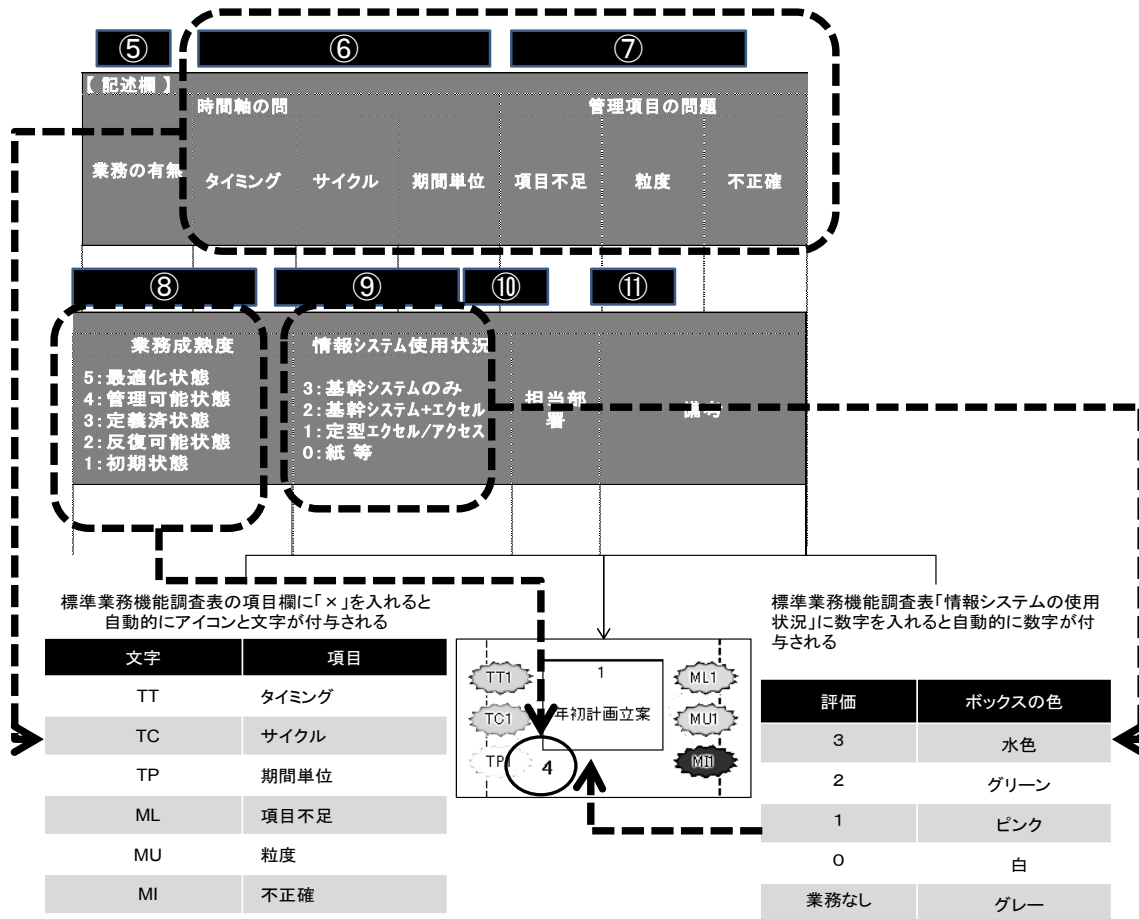 ⑤ ⑥ ⑦
【 記述欄 】
時間軸の問 管理項目の問題
業務の有無 タイミング サイクル 期間単位 項目不足 粒度 不正確
⑧ ⑨ ⑩ ⑪
業務成熟度
5:最適化状態
4:管理可能状態
3:定義済状態
2:反復可能状態
1:初期状態
情報システム使用状況
3:基幹システムのみ
2:基幹システム+エクセル
1:定型エクセル/アクセス
0:紙 等
担当部
署
備考
標準業務機能調査表の項目欄に「×」を入れると
自動的にアイコンと文字が付与される
文字 項目
TT タイミング
TC サイクル
TP 期間単位
ML 項目不足
MU 粒度
MI 不正確
TT1
TC1
1
年初計画立案
4
ML1
MU1
MI1
標準業務機能調査表「情報システムの使用
状況」に数字を入れると自動的に数字が付
与される
評価 ボックスの色
3 水色
2 グリーン
1 ピンク
0 白
業務なし グレー